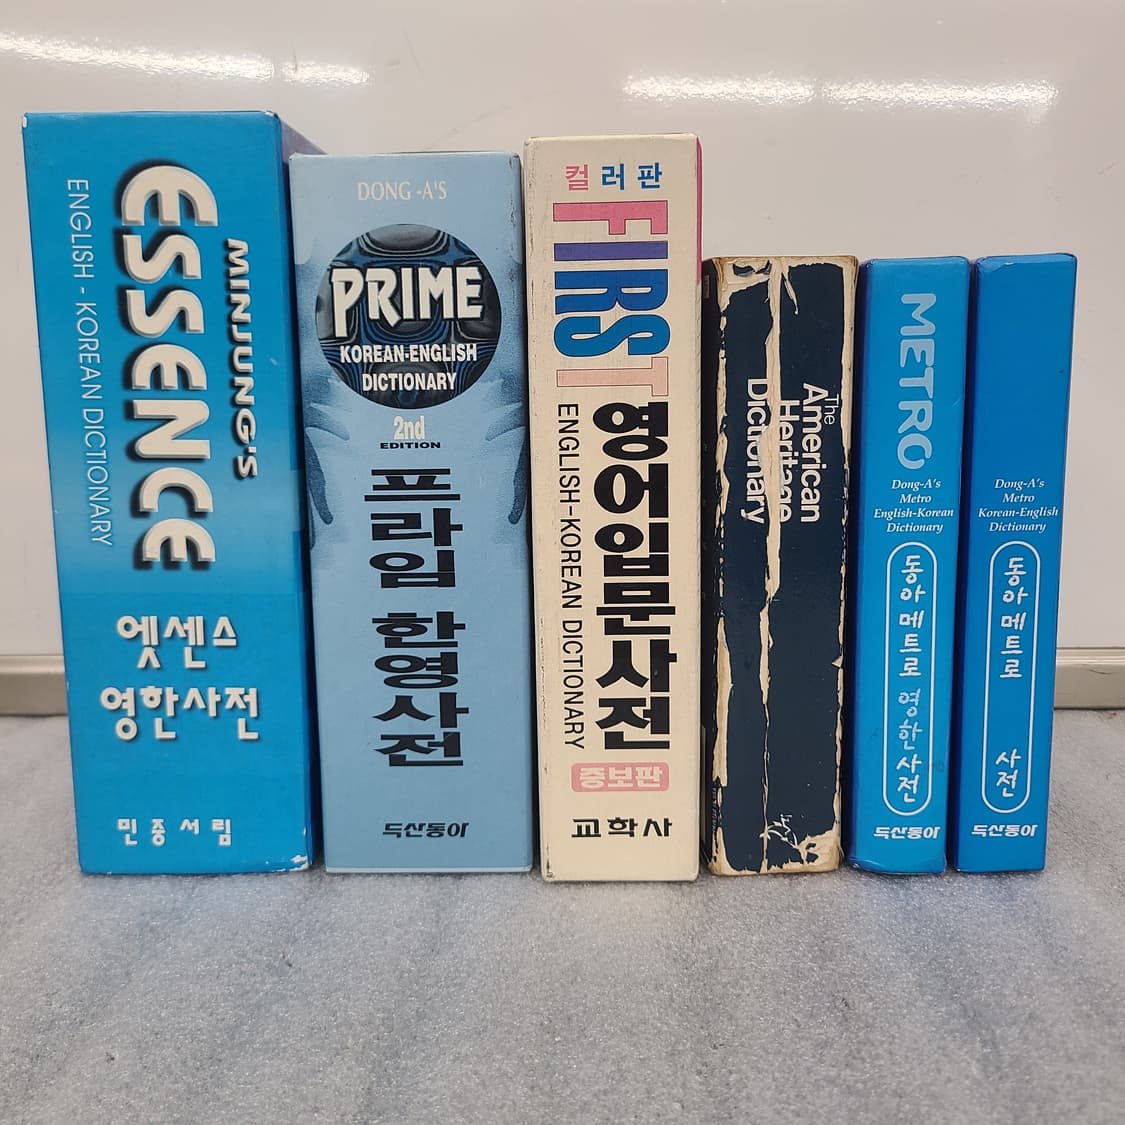 MINJUNG'S
ESSENCE
ENGLISH - KOREAN DICTIONARY
엣센스
영한사전
민중서림
DONG -A'S
PRIME
KOREAN-ENGLISH
DICTIONARY
2nd
EDITION
프라임 한영사전
두산동아
컬러판
FIRST
영어입문사전
ENGLISH-KOREAN DICTIONARY
증보판
교학사
The
American
Heritage
Dictionary
METRO
Dong-A's
Metro
English-Korean
Dictionary
동아메트로 영한사전
두산동아
Dong-A's
Metro
Korean-English
Dictionary
동아메트로 사전
두산동아